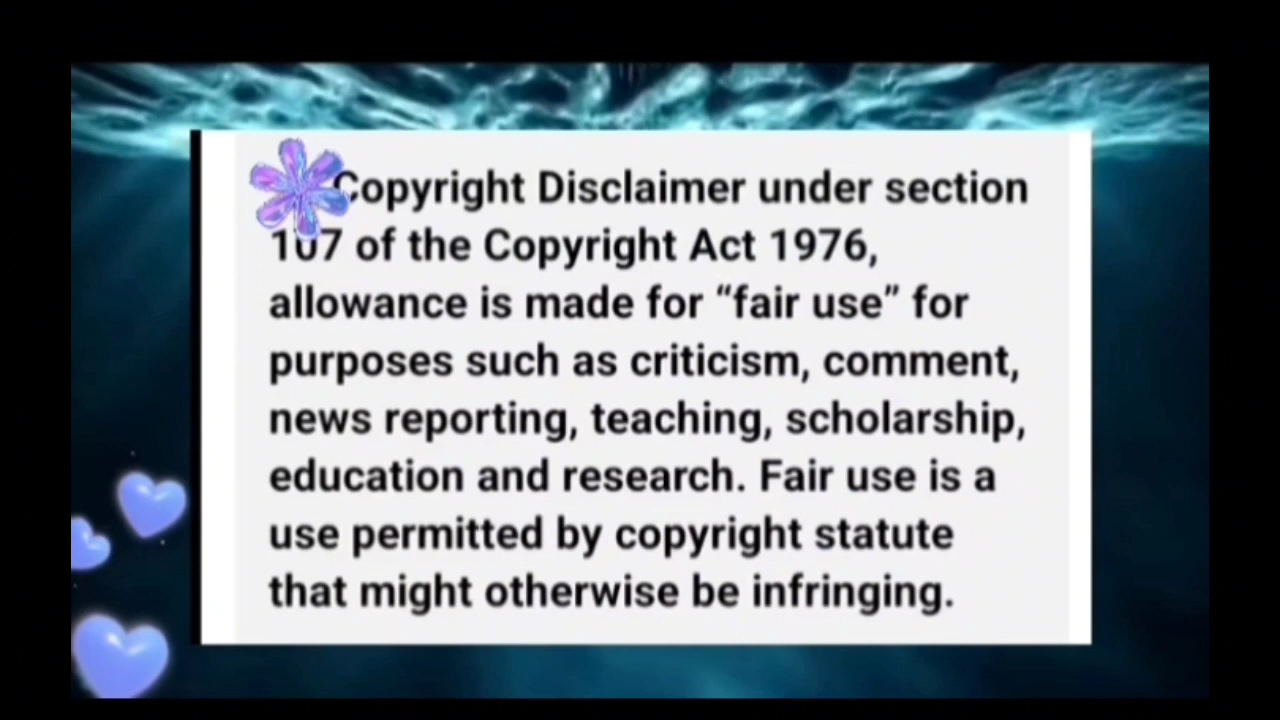 Copyright Disclaimer under section
107 of the Copyright Act 1976,
allowance is made for “fair use” for
purposes such as criticism, comment,
news reporting, teaching, scholarship,
education and research. Fair use is a
use permitted by copyright statute
that might otherwise be infringing.